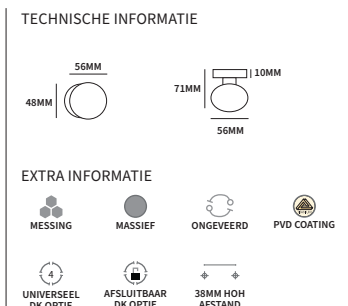 TECHNISCHE INFORMATIE
56MM
48MM
10MM
71MM
56MM
EXTRA INFORMATIE
MESSING
MASSIEF
ONGEVEERD
PVD COATING
4
UNIVERSEEL
DK OPTIE
AFSLUITBAAR
DK OPTIE
38MM HOH
AFSTAND